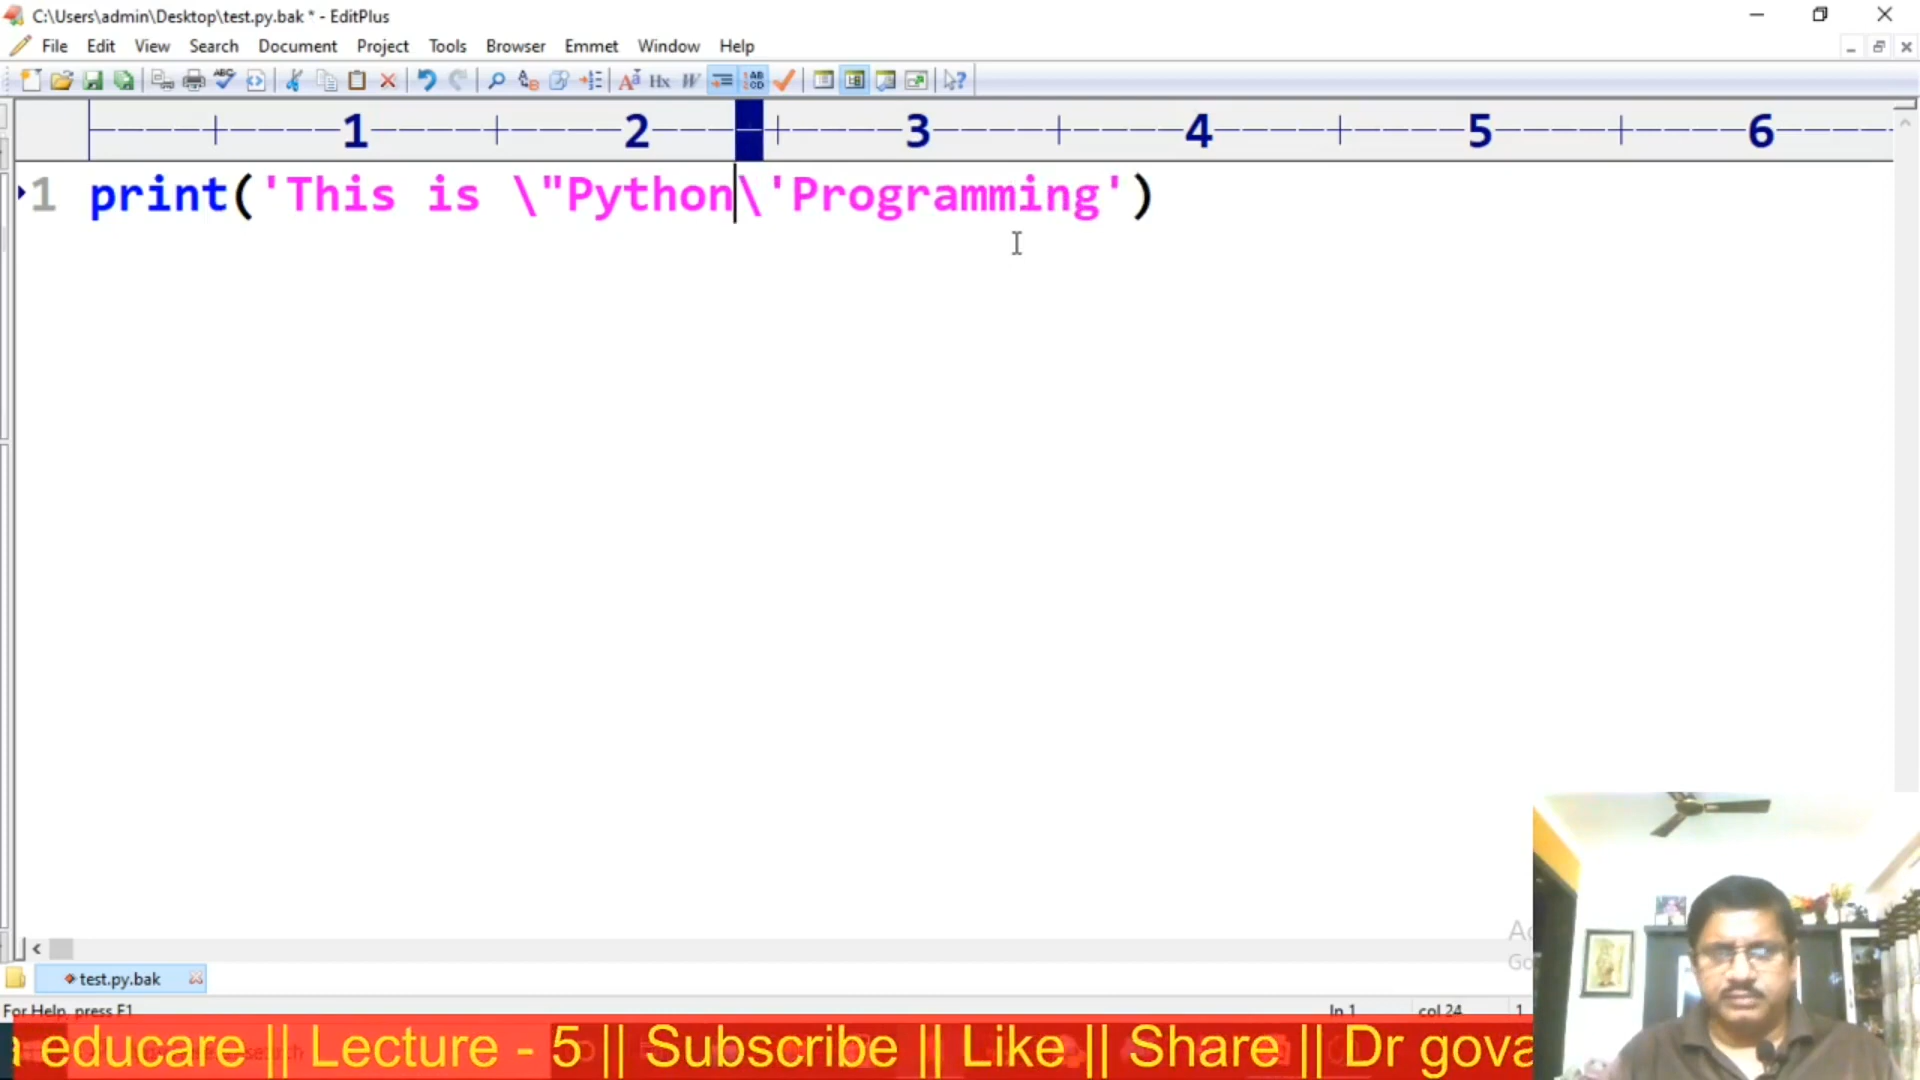 C:\Users\admin\Desktop\test.py.bak * - EditPlus
File Edit View Search Document Project Tools Browser Emmet Window Help
1 2 3 4 5 6
1 print('This is \"Python\'Programming')
test.py.bak
For Help, press F1
ln 1 col 24 1
educare || Lecture - 5 || Subscribe || Like || Share || Dr gova